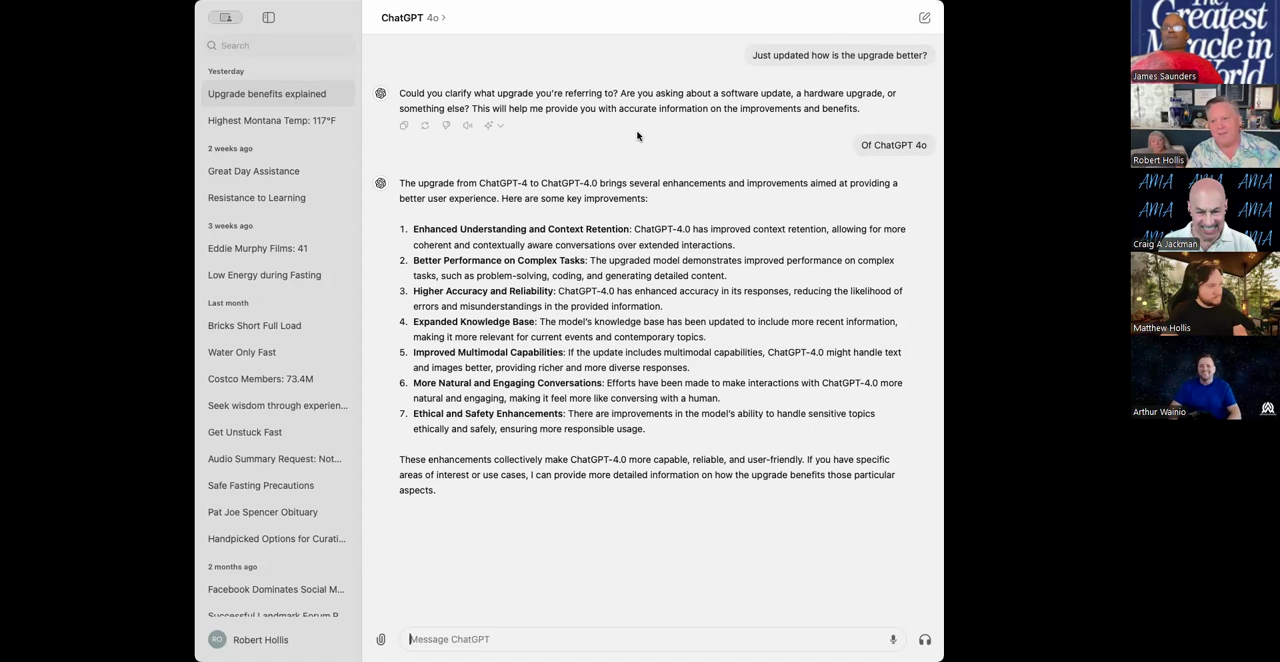 ChatGPT 4o >
Search
Yesterday
Upgrade benefits explained
Highest Montana Temp: 117°F
2 weeks ago
Great Day Assistance
Resistance to Learning
3 weeks ago
Eddie Murphy Films: 41
Low Energy during Fasting
Last month
Bricks Short Full Load
Water Only Fast
Costco Members: 73.4M
Seek wisdom through experien...
Get Unstuck Fast
Audio Summary Request: Not...
Safe Fasting Precautions
Pat Joe Spencer Obituary
Handpicked Options for Curati...
2 months ago
Facebook Dominates Social M...
Successful Landmark Forum R
RO Robert Hollis
Just updated how is the upgrade better?
Could you clarify what upgrade you're referring to? Are you asking about a software update, a hardware upgrade, or
something else? This will help me provide you with accurate information on the improvements and benefits.
Of ChatGPT 4o
The upgrade from ChatGPT-4 to ChatGPT-4.0 brings several enhancements and improvements aimed at providing a
better user experience. Here are some key improvements:
1. Enhanced Understanding and Context Retention: ChatGPT-4.0 has improved context retention, allowing for more
coherent and contextually aware conversations over extended interactions.
2. Better Performance on Complex Tasks: The upgraded model demonstrates improved performance on complex
tasks, such as problem-solving, coding, and generating detailed content.
3. Higher Accuracy and Reliability: ChatGPT-4.0 has enhanced accuracy in its responses, reducing the likelihood of
errors and misunderstandings in the provided information.
4. Expanded Knowledge Base: The model's knowledge base has been updated to include more recent information,
making it more relevant for current events and contemporary topics.
5. Improved Multimodal Capabilities: If the update includes multimodal capabilities, ChatGPT-4.0 might handle text
and images better, providing richer and more diverse responses.
6. More Natural and Engaging Conversations: Efforts have been made to make interactions with ChatGPT-4.0 more
natural and engaging, making it feel more like conversing with a human.
7. Ethical and Safety Enhancements: There are improvements in the model's ability to handle sensitive topics
ethically and safely, ensuring more responsible usage.
These enhancements collectively make ChatGPT-4.0 more capable, reliable, and user-friendly. If you have specific
areas of interest or use cases, I can provide more detailed information on how the upgrade benefits those particular
aspects.
Message ChatGPT
The
Greatest
Miracle in
World
James Saunders
Robert Hollis
AMA AMA AMA
AMA AMA
Craig A Jackman
Matthew Hollis
Arthur Wainio